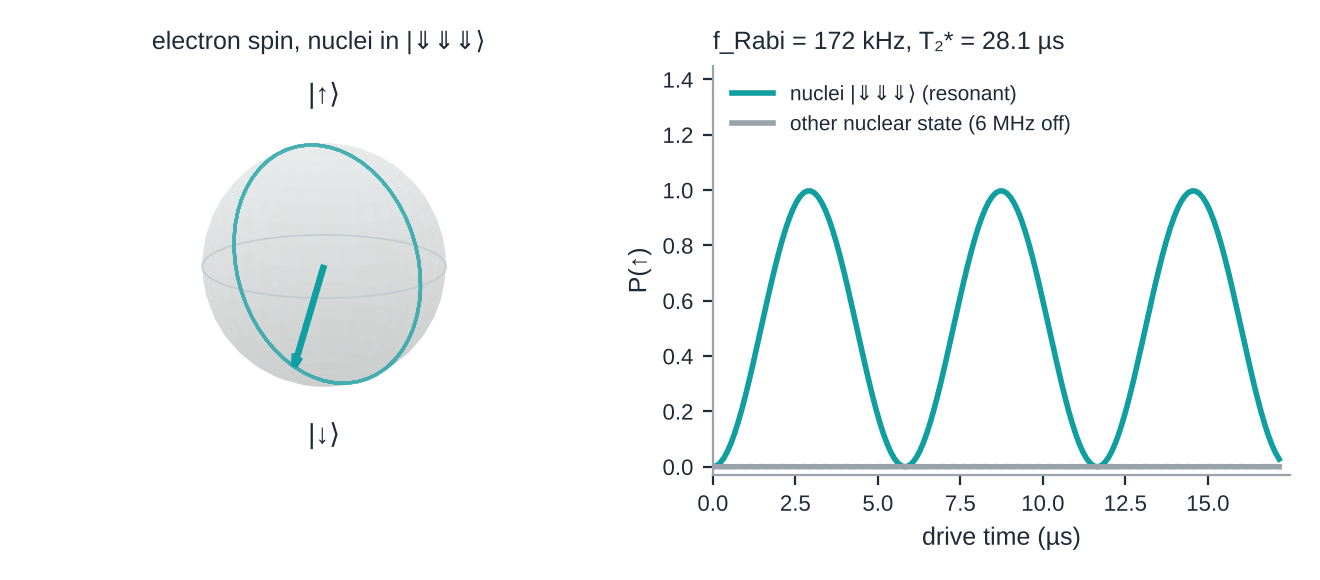 electron spin, nuclei in |⇓⇓⇓⟩
|↑⟩
|↓⟩
f_Rabi = 172 kHz, T₂* = 28.1 µs
nuclei |⇓⇓⇓⟩ (resonant)
other nuclear state (6 MHz off)
P(↑)
1.4
1.2
1.0
0.8
0.6
0.4
0.2
0.0
0.0 2.5 5.0 7.5 10.0 12.5 15.0
drive time (µs)